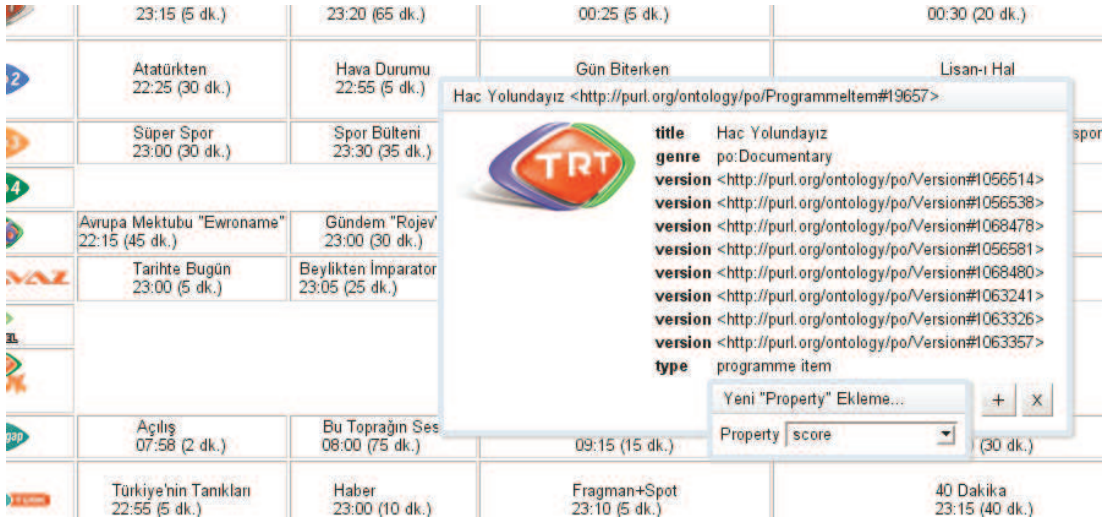 23:15 (5 dk.) 23:20 (65 dk.) 00:25 (5 dk.) 00:30 (20 dk.)
2
Atatürkten Hava Durumu Gün Biterken Lisan-ı Hal
22:25 (30 dk.) 22:55 (5 dk.)
Hac Yolundayız <http://purl.org/ontology/po/ProgrammeItem#19657>
TRT
title Hac Yolundayız
genre po:Documentary
version <http://purl.org/ontology/po/Version#1056514>
version <http://purl.org/ontology/po/Version#1056538>
version <http://purl.org/ontology/po/Version#1068478>
version <http://purl.org/ontology/po/Version#1056581>
version <http://purl.org/ontology/po/Version#1068480>
version <http://purl.org/ontology/po/Version#1063241>
version <http://purl.org/ontology/po/Version#1063326>
version <http://purl.org/ontology/po/Version#1063357>
type programme item
Yeni "Property" Ekleme...
+ x
Property score
3
Süper Spor Spor Bülteni spor
23:00 (30 dk.) 23:30 (35 dk.)
4
Avrupa Mektubu "Ewroname" Gündem "Rojev"
22:15 (45 dk.) 23:00 (30 dk.)
AVAZ
Tarihte Bugün Beylikten İmparator
23:00 (5 dk.) 23:05 (25 dk.)
gap
Açılış Bu Toprağın Ses
07:58 (2 dk.) 08:00 (75 dk.) 09:15 (15 dk.) (30 dk.)
Türkiye'nin Tanıkları Haber Fragman+Spot 40 Dakika
22:55 (5 dk.) 23:00 (10 dk.) 23:10 (5 dk.) 23:15 (40 dk.)